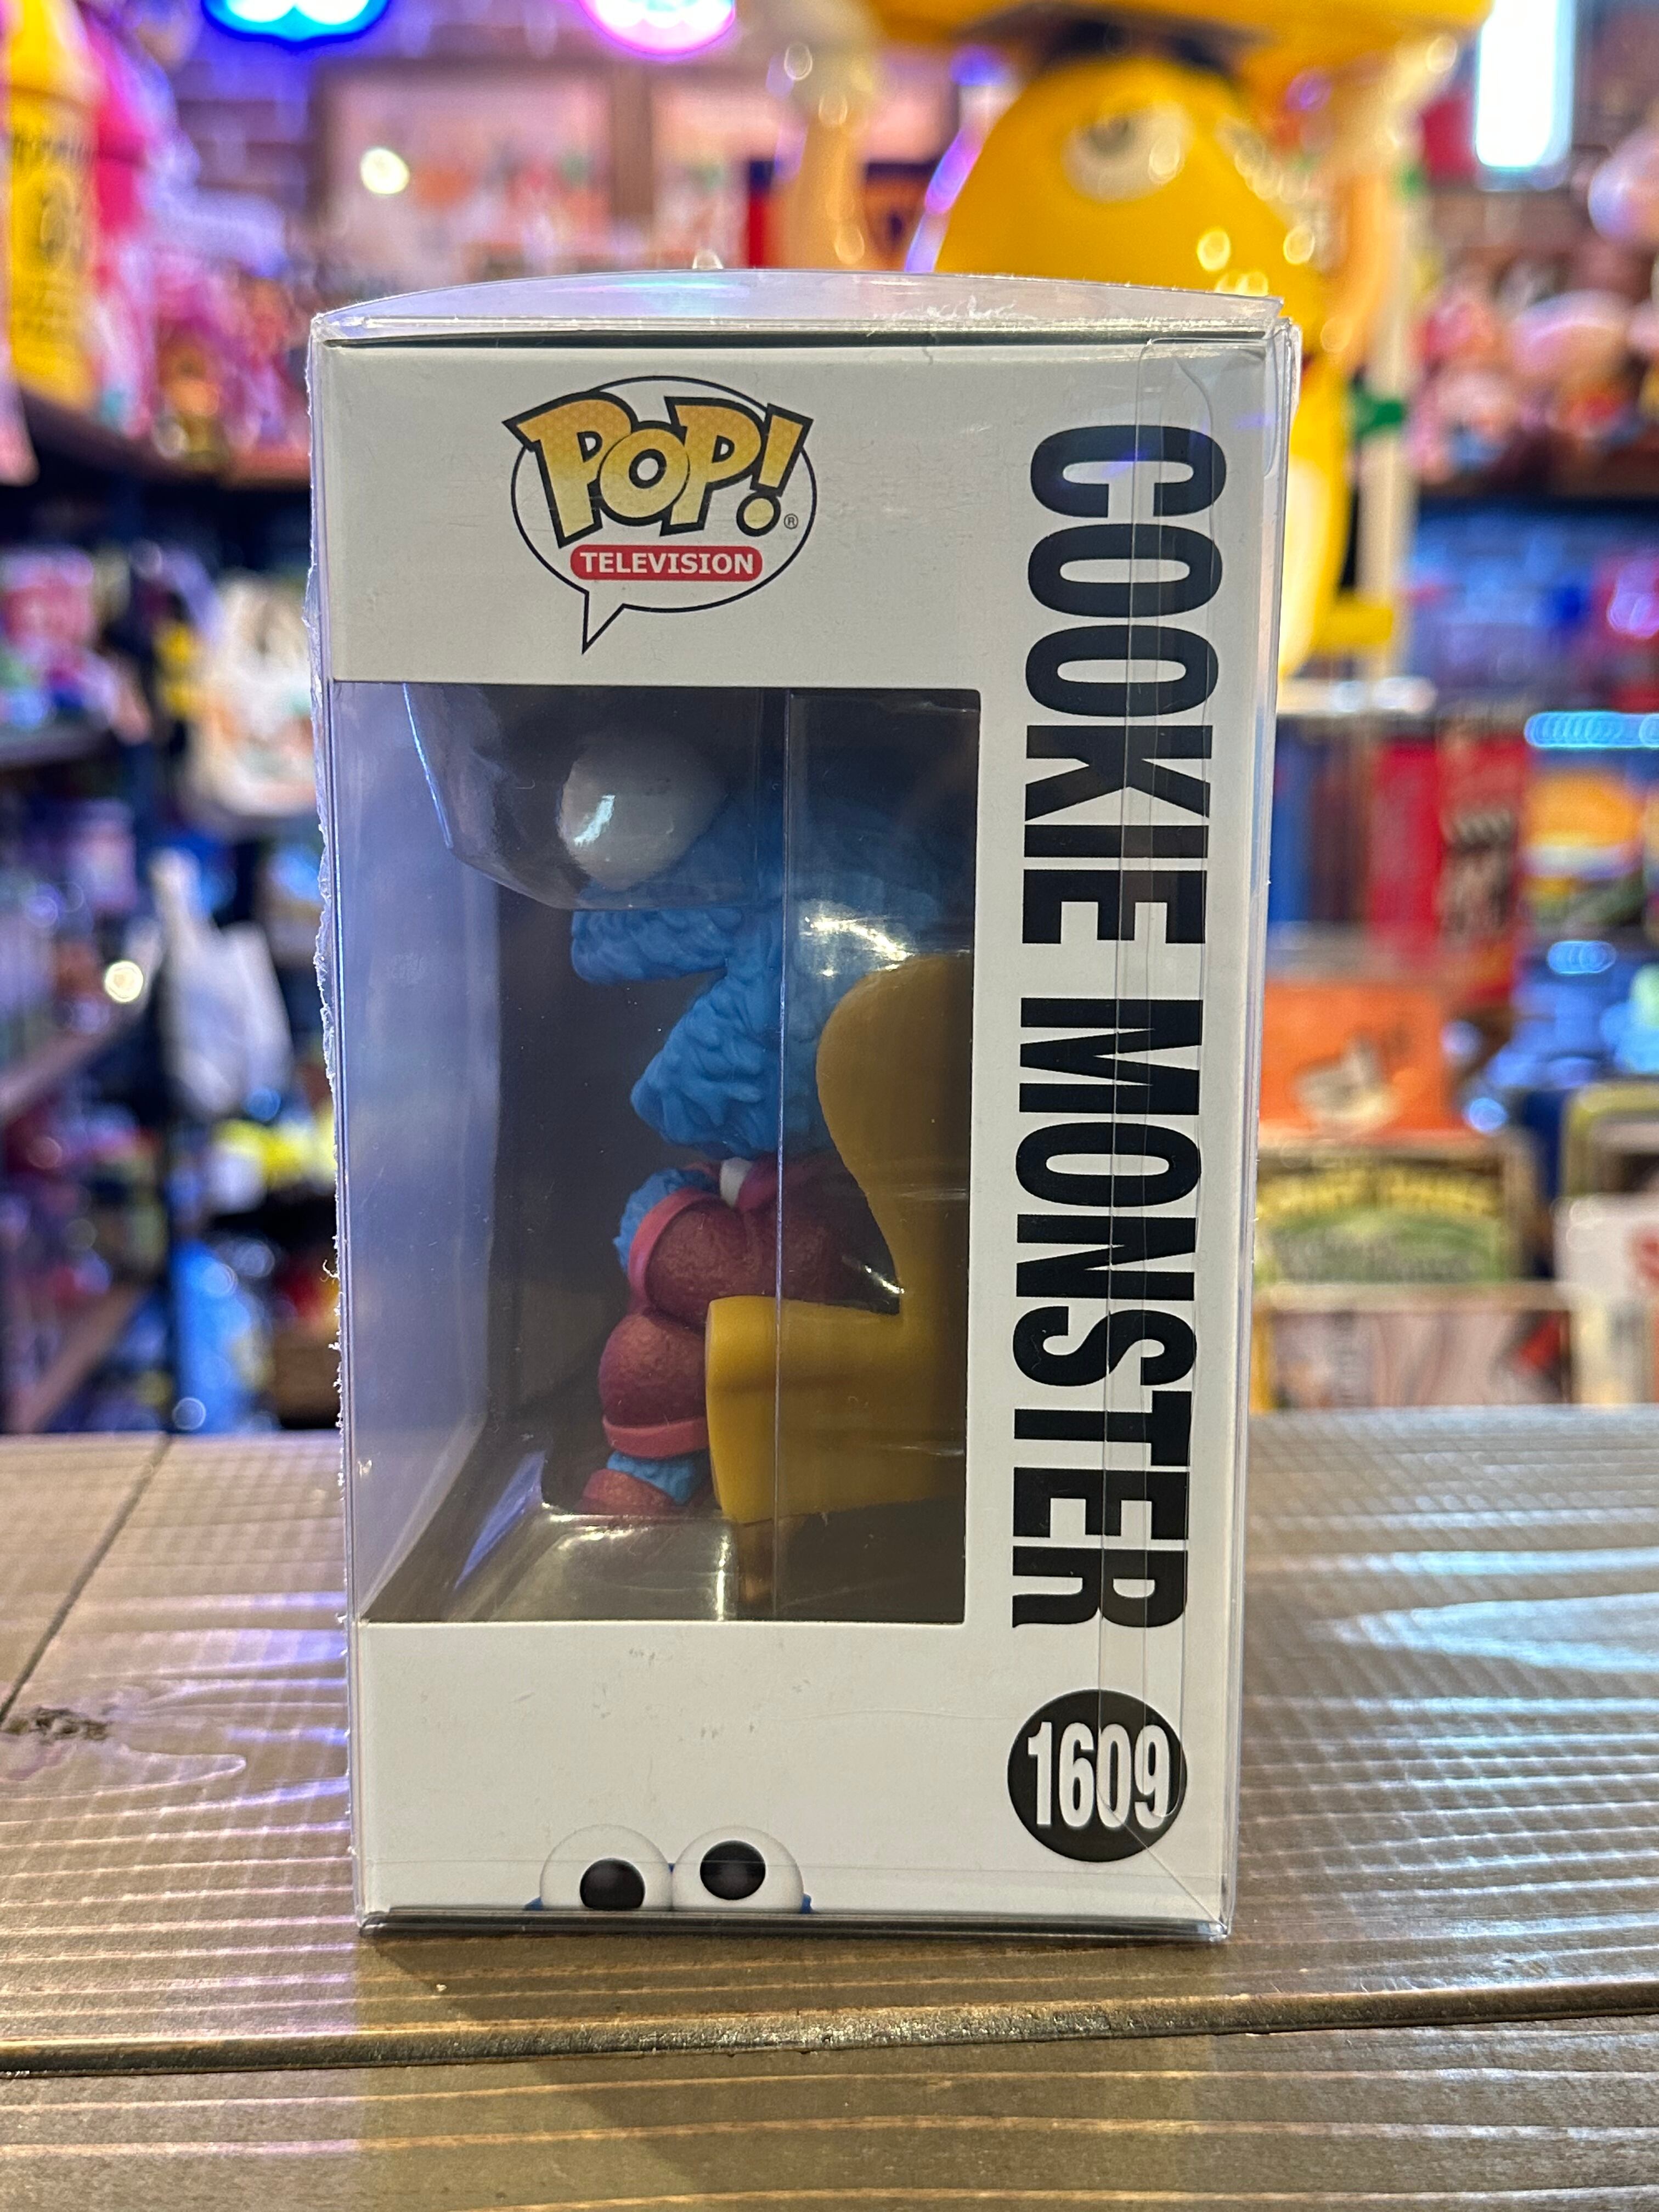 POP!®
TELEVISION
COOKIE MONSTER
1609